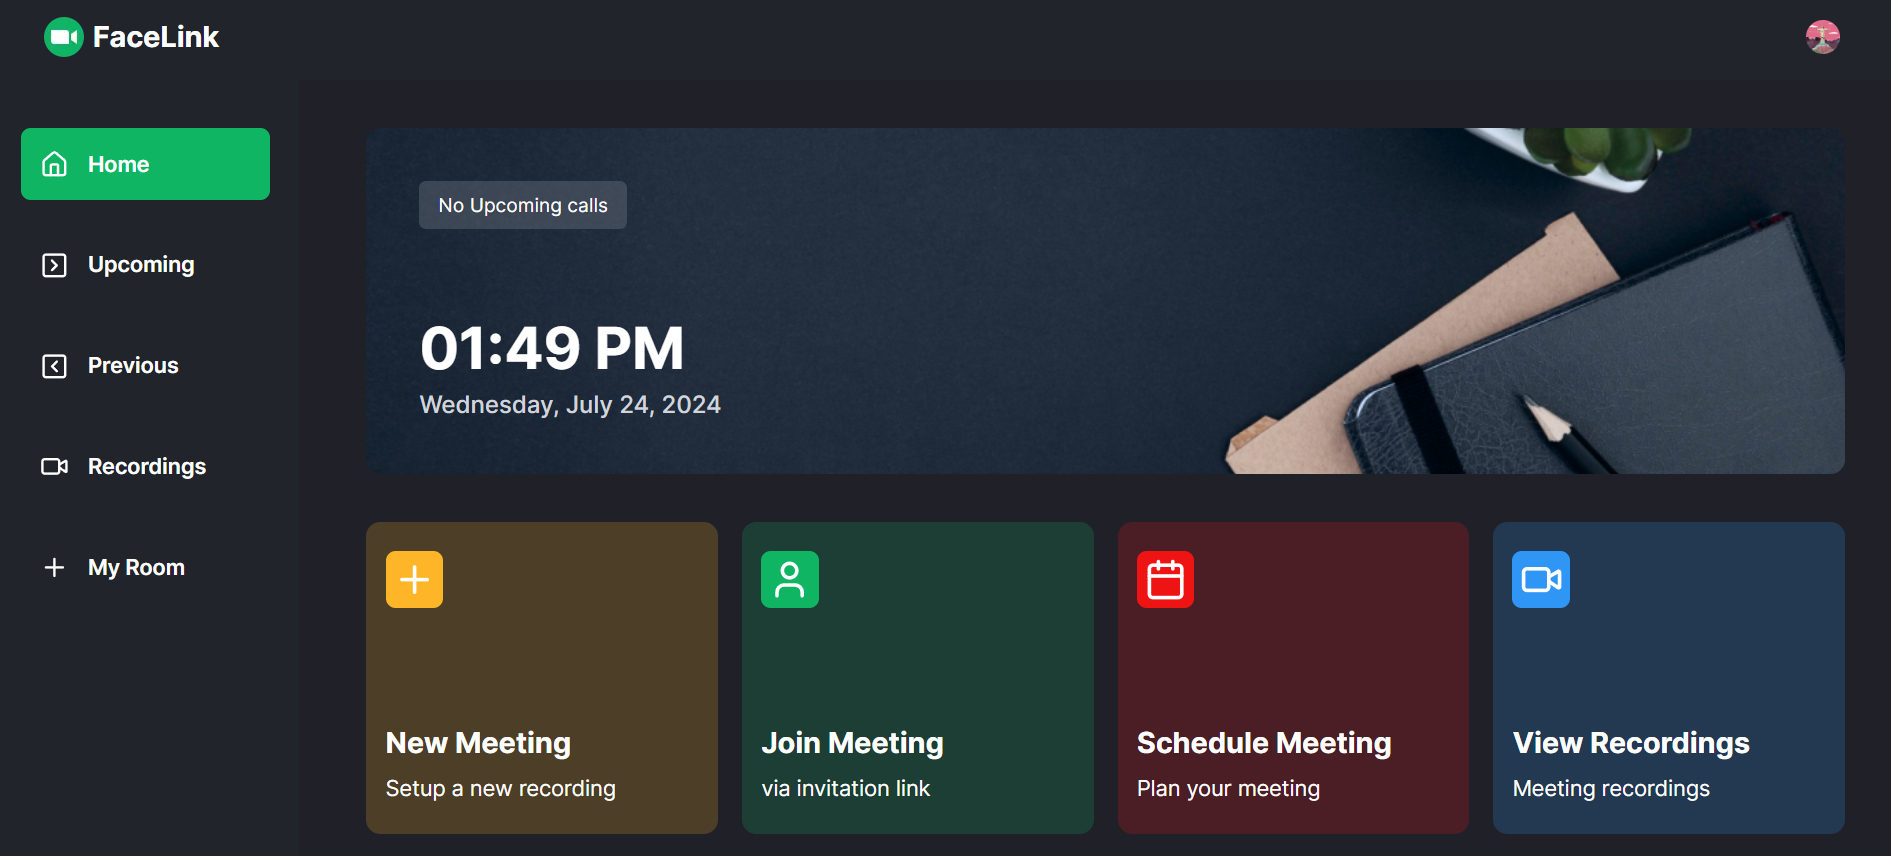 FaceLink
Home
Upcoming
Previous
Recordings
My Room
No Upcoming calls
01:49 PM
Wednesday, July 24, 2024
New Meeting
Setup a new recording
Join Meeting
via invitation link
Schedule Meeting
Plan your meeting
View Recordings
Meeting recordings